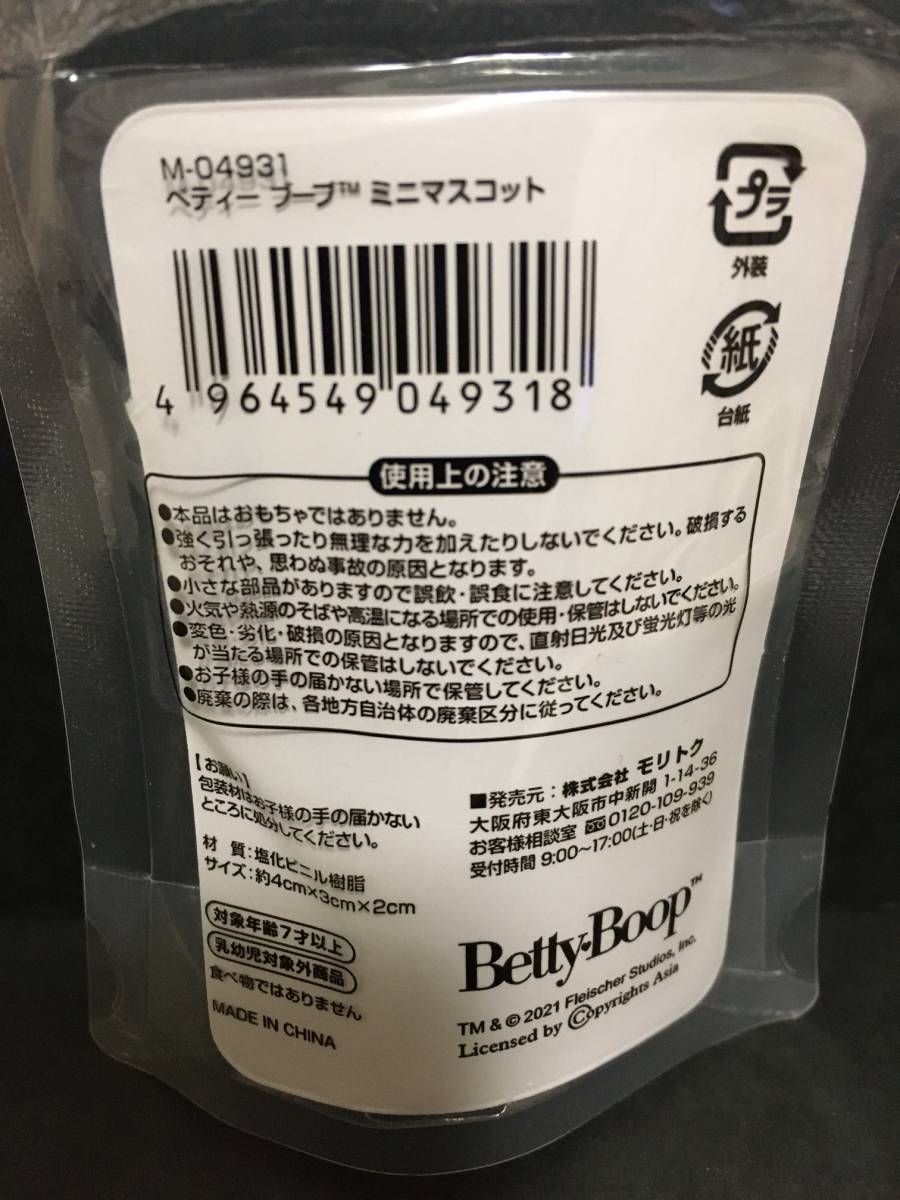 M-04931
ベティー ブープ™ ミニマスコット
プラ
外装
紙
台紙
4 964549 049318
使用上の注意
●本品はおもちゃではありません。
●強く引っ張ったり無理な力を加えたりしないでください。破損する
おそれや、思わぬ事故の原因となります。
●小さな部品がありますので誤飲・誤食に注意してください。
●火気や熱源のそばや高温になる場所での使用・保管はしないでください。
●変色・劣化・破損の原因となりますので、直射日光及び蛍光灯等の光
が当たる場所での保管はしないでください。
●お子様の手の届かない場所で保管してください。
●廃棄の際は、各地方自治体の廃棄区分に従ってください。
【お願い】
包装材はお子様の手の届かない
ところに処分してください。
材 質:塩化ビニル樹脂
サイズ:約4cm×3cm×2cm
対象年齢7才以上
乳幼児対象外商品
食べ物ではありません
MADE IN CHINA
■発売元:株式会社 モリトク
大阪府東大阪市中新開 1-14-36
お客様相談室 0120-109-939
受付時間 9:00〜17:00(土・日・祝を除く)
Betty·Boop™
TM & © 2021 Fleischer Studios, Inc.
Licensed by Copyrights Asia